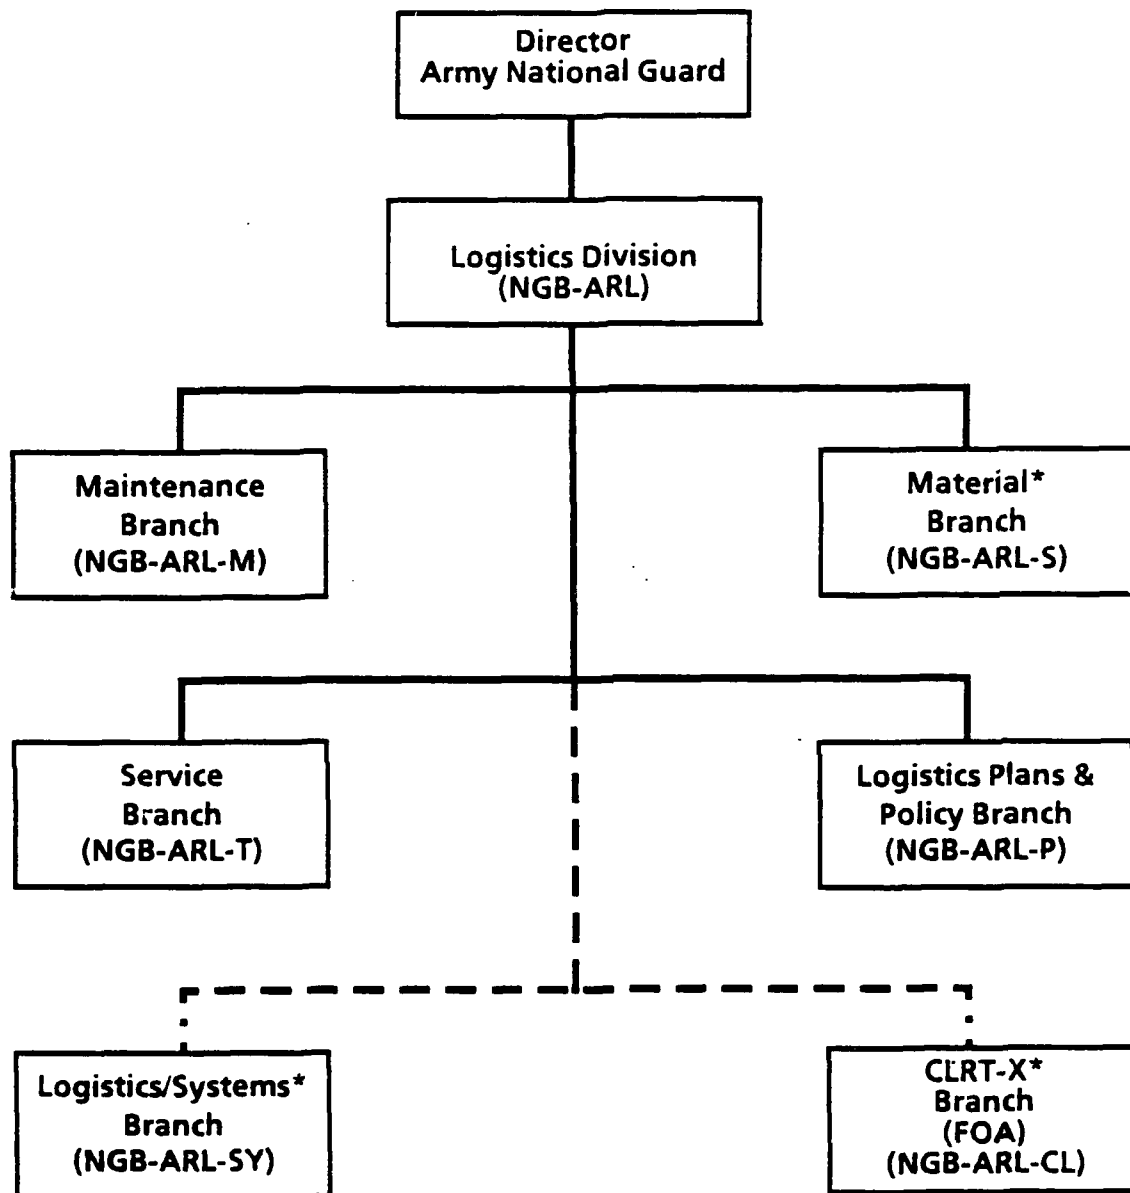 Director
Army National Guard
Logistics Division
(NGB-ARL)
Maintenance
Branch
(NGB-ARL-M)
Material*
Branch
(NGB-ARL-S)
Service
Branch
(NGB-ARL-T)
Logistics Plans &
Policy Branch
(NGB-ARL-P)
Logistics/Systems*
Branch
(NGB-ARL-SY)
CLRT-X*
Branch
(FOA)
(NGB-ARL-CL)